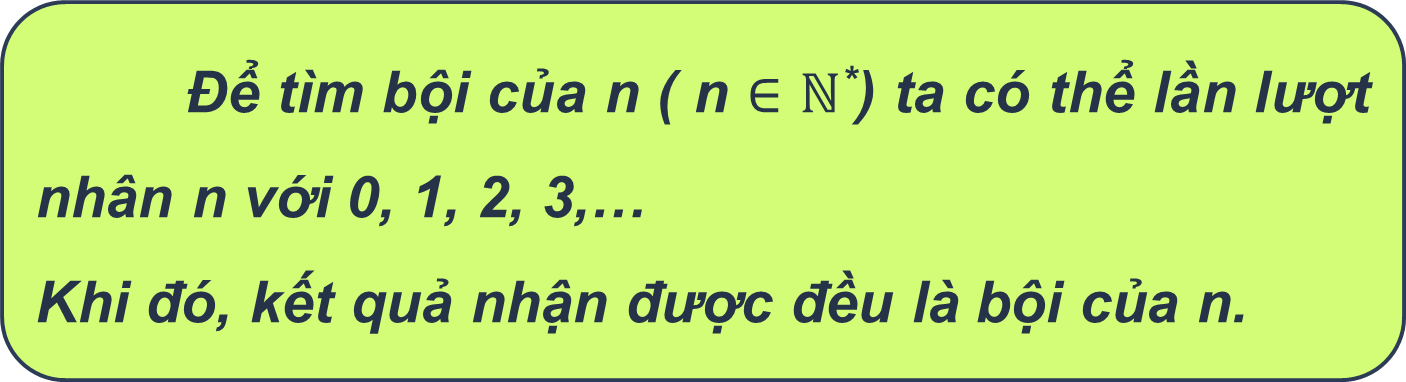 Để tìm bội của n ( n ∈ ℕ*) ta có thể lần lượt
nhân n với 0, 1, 2, 3,…
Khi đó, kết quả nhận được đều là bội của n.